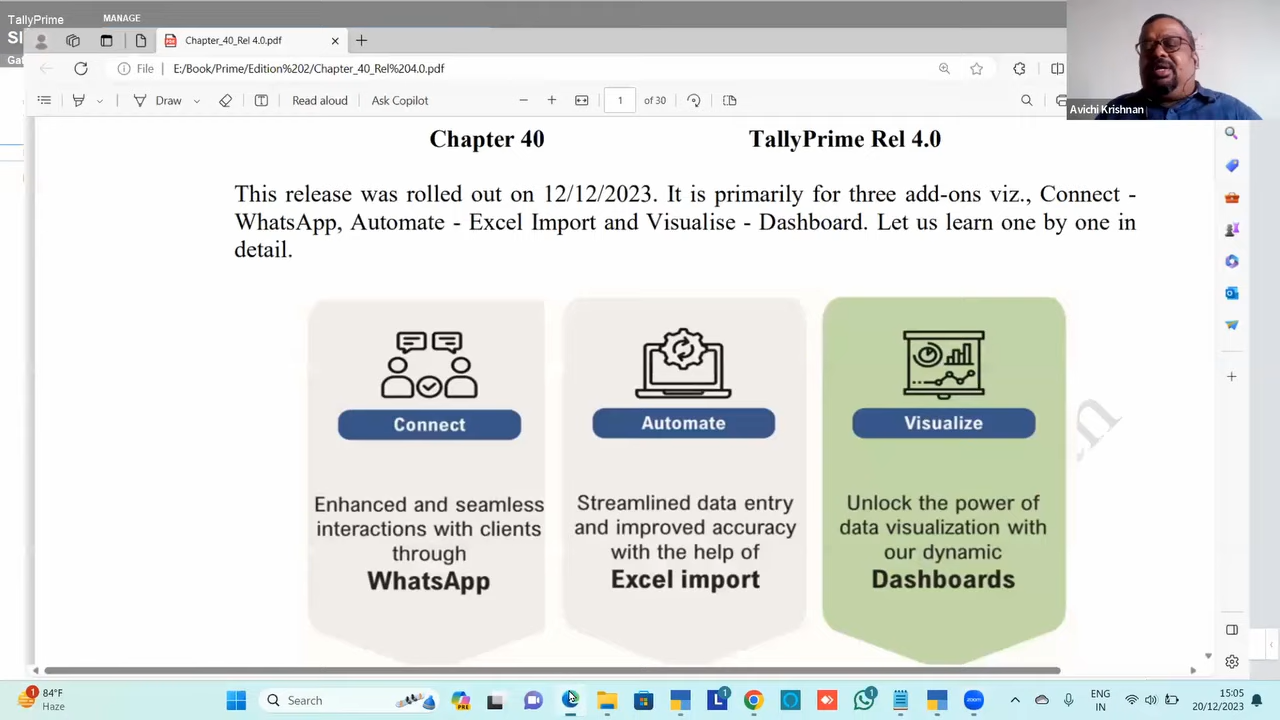 TallyPrime
MANAGE
Chapter_40_Rel 4.0.pdf
File
E:/Book/Prime/Edition%202/Chapter_40_Rel%204.0.pdf
Draw
Read aloud
Ask Copilot
1
of 30
Avichi Krishnan
Chapter 40
TallyPrime Rel 4.0
This release was rolled out on 12/12/2023. It is primarily for three add-ons viz., Connect -
WhatsApp, Automate - Excel Import and Visualise - Dashboard. Let us learn one by one in
detail.
Connect
Enhanced and seamless
interactions with clients
through
WhatsApp
Automate
Streamlined data entry
and improved accuracy
with the help of
Excel import
Visualize
Unlock the power of
data visualization with
our dynamic
Dashboards
1
84°F
Haze
Search
1
1
ENG
IN
15:05
20/12/2023